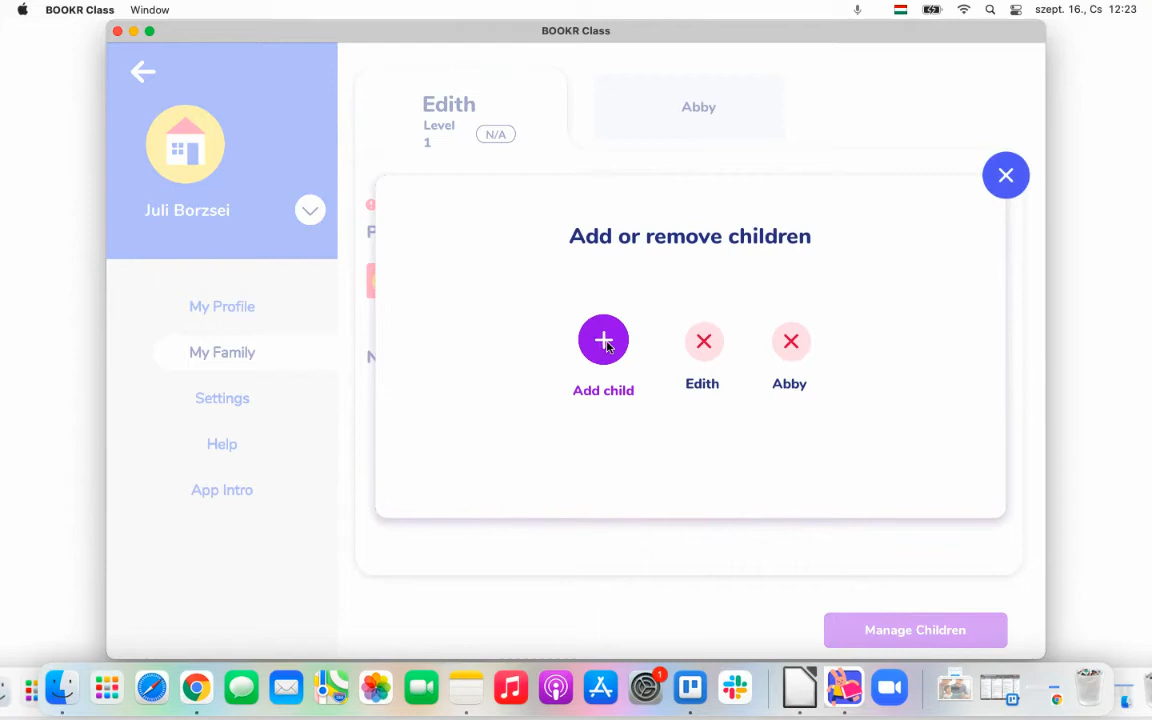 BOOKR Class Window szept. 16., Cs 12:23
BOOKR Class
Juli Borzsei
My Profile
My Family
Settings
Help
App Intro
Edith
Level
1
N/A
Abby
P
N
Add or remove children
Add child
Edith
Abby
Manage Children
1